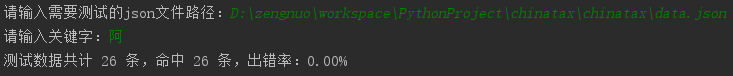 请输入需要测试的json文件路径：D:\zengnuo\workspace\PythonProject\chinatax\chinatax\data.json
请输入关键字：阿
测试数据共计 26 条，命中 26 条，出错率：0.00%